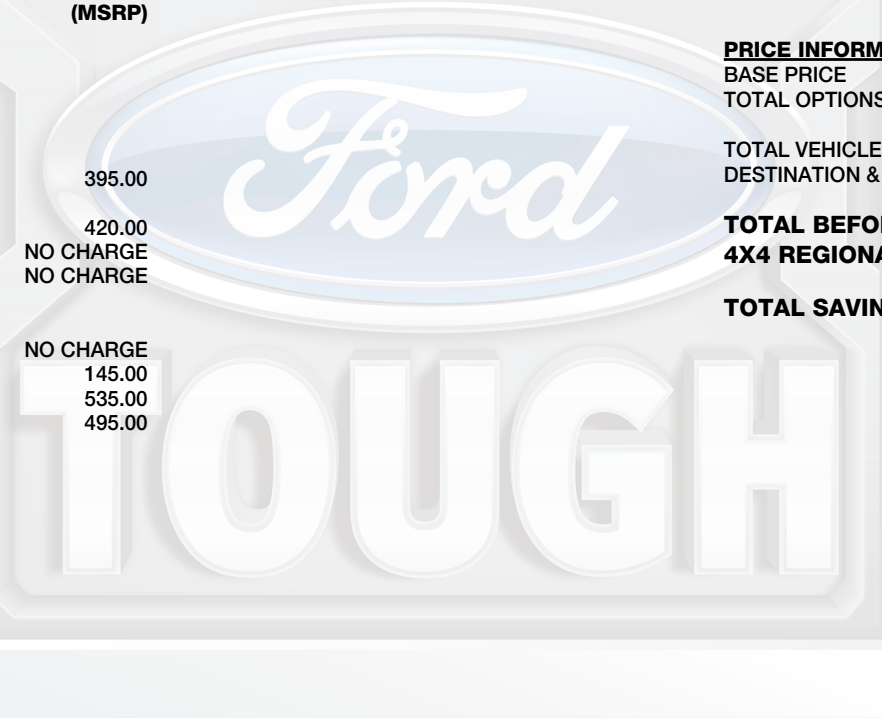 (MSRP)
395.00
420.00
NO CHARGE
NO CHARGE
NO CHARGE
145.00
535.00
495.00
PRICE INFORM
BASE PRICE
TOTAL OPTIONS
TOTAL VEHICLE
DESTINATION &
TOTAL BEFO
4X4 REGIONA
TOTAL SAVIN
Ford
TOUGH